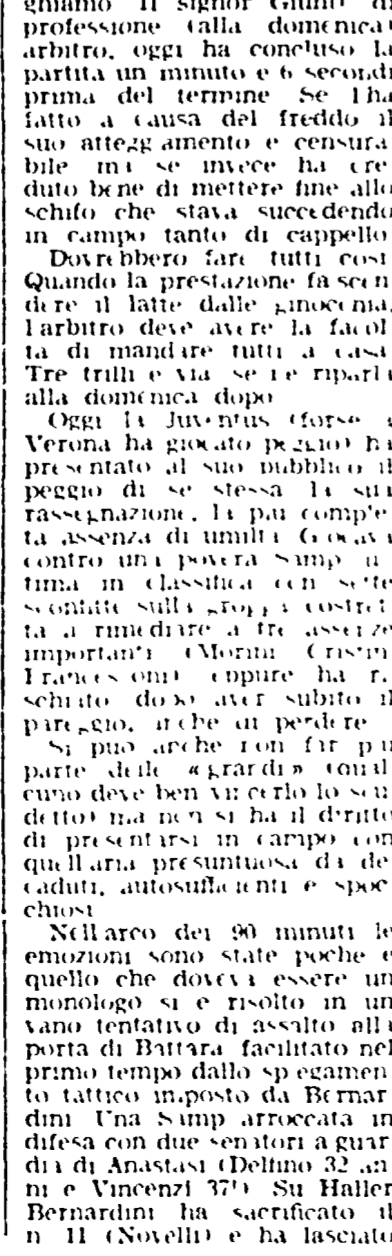 gniamo Il signor Giunti di
professione (alla domenica)
arbitro, oggi ha concluso la
partita un minuto e 6 secondi
prima del termine Se l'ha
fatto a causa del freddo il
suo atteggiamento e censura
bile ma se invece ha cre
duto bene di mettere fine allo
schifo che stava succedendo
in campo tanto di cappello
Dovrebbero fare tutti così
Quando la prestazione fa scen
dere il latte dalle ginocchia,
l'arbitro deve avere la facol
tà di mandare tutti a casa
Tre trilli e via se ne riparla
alla domenica dopo
Oggi la Juventus (forse a
Verona ha giocato peggio) ha
presentato al suo pubblico il
peggio di se stessa la sua
rassegnazione, la più comple
ta assenza di umiltà Giocava
contro una povera Samp ul
tima in classifica con sette
sconfitte sulla groppa costret
ta a rimediare a tre assenze
importanti (Morini Cristin
Francesconi) eppure ha ri
schiato dopo aver subito il
pareggio, anche di perdere
Si può anche non far più
parte delle «grandi» (qual
cuno deve ben vincerlo lo scu
detto) ma non si ha il diritto
di presentarsi in campo con
quell'aria presuntuosa da de
caduti, autosufficienti e spoc
chiosi
Nell'arco dei 90 minuti le
emozioni sono state poche e
quello che doveva essere un
monologo si e risolto in un
vano tentativo di assalto alla
porta di Battara facilitato nel
primo tempo dallo spiegamen
to tattico imposto da Bernar
dini Una Samp arroccata in
difesa con due senatori a guar
dia di Anastasi (Delfino 32 an
ni e Vincenzi 37!) Su Haller
Bernardini ha sacrificato il
n 11 (Novelli) e ha lasciato